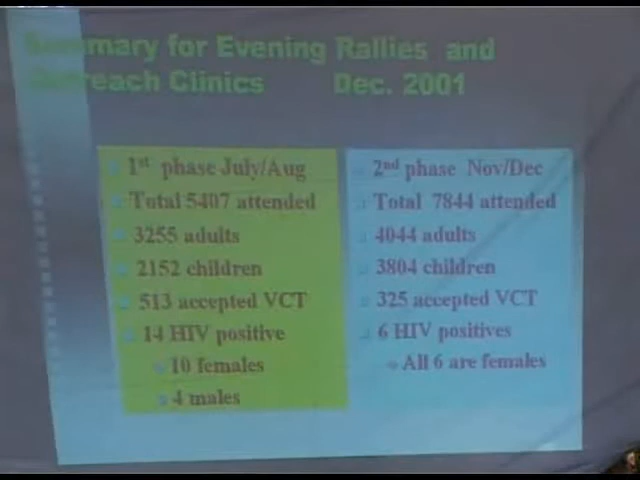 Summary for Evening Rallies and
Outreach Clinics Dec. 2001
1st phase July/Aug
Total 5407 attended
3255 adults
2152 children
513 accepted VCT
14 HIV positive
10 females
4 males
2nd phase Nov/Dec
Total 7844 attended
4044 adults
3804 children
325 accepted VCT
6 HIV positives
All 6 are females